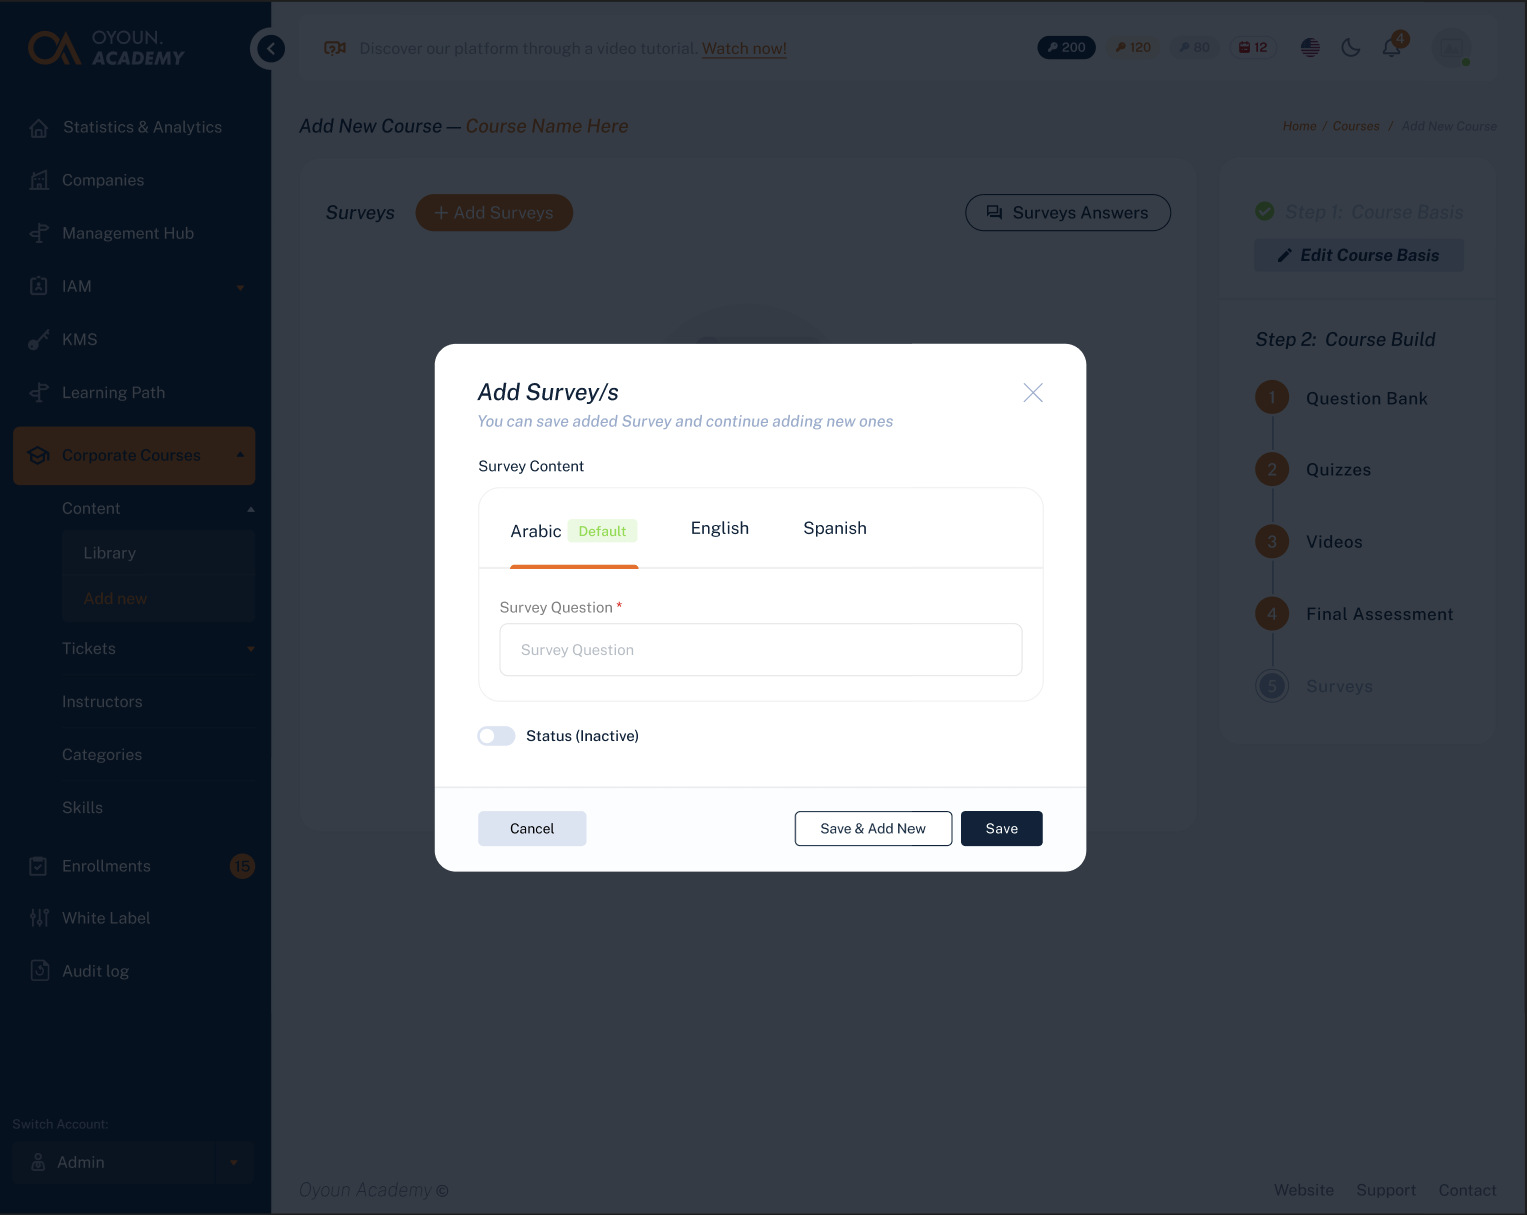 OYOUN.
ACADEMY
Discover our platform through a video tutorial. Watch now!
200
120
80
12
4
Statistics & Analytics
Companies
Management Hub
IAM
KMS
Learning Path
Corporate Courses
Content
Library
Add new
Tickets
Instructors
Categories
Skills
Enrollments
15
White Label
Audit log
Switch Account:
Admin
Add New Course — Course Name Here
Home / Courses / Add New Course
Surveys
+ Add Surveys
Surveys Answers
Step 1: Course Basis
Edit Course Basis
Step 2: Course Build
1 Question Bank
2 Quizzes
3 Videos
4 Final Assessment
5 Surveys
Add Survey/s
You can save added Survey and continue adding new ones
Survey Content
Arabic Default English Spanish
Survey Question *
Survey Question
Status (Inactive)
Cancel
Save & Add New
Save
Oyoun Academy ©
Website Support Contact